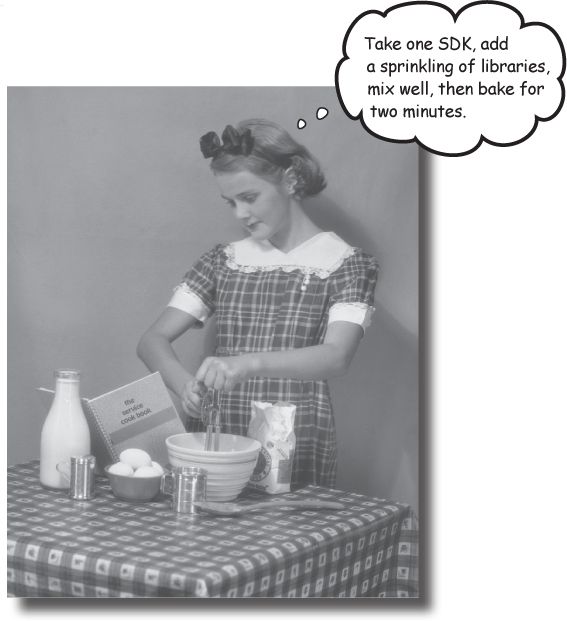 Take one SDK, add
a sprinkling of libraries,
mix well, then bake for
two minutes.
the
service
cook book